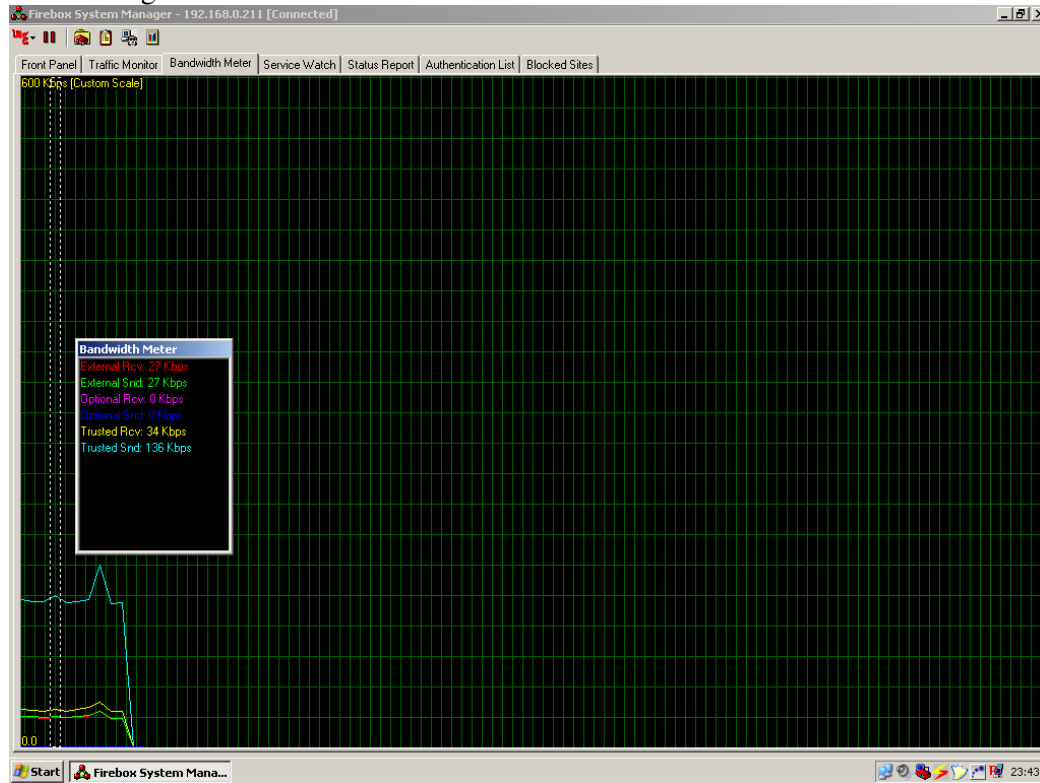 Firebox System Manager - 192.168.0.211 [Connected]
Front Panel Traffic Monitor Bandwidth Meter Service Watch Status Report Authentication List Blocked Sites
600 Kbps [Custom Scale]
Bandwidth Meter
External Rcv: 27 Kbps
External Snd: 27 Kbps
Optional Rcv: 0 Kbps
Optional Snd: 0 Kbps
Trusted Rcv: 34 Kbps
Trusted Snd: 136 Kbps
0.0
Start Firebox System Mana... 23:43